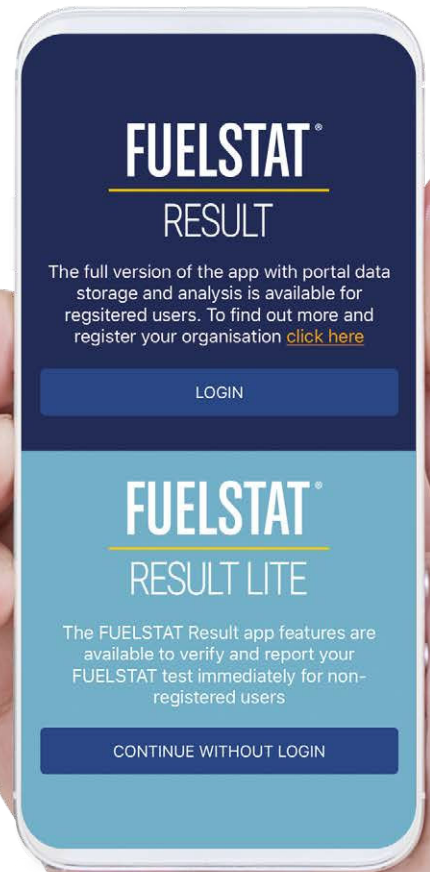 FUELSTAT®
RESULT
The full version of the app with portal data
storage and analysis is available for
regsitered users. To find out more and
register your organisation click here
LOGIN
FUELSTAT®
RESULT LITE
The FUELSTAT Result app features are
available to verify and report your
FUELSTAT test immediately for non-
registered users
CONTINUE WITHOUT LOGIN